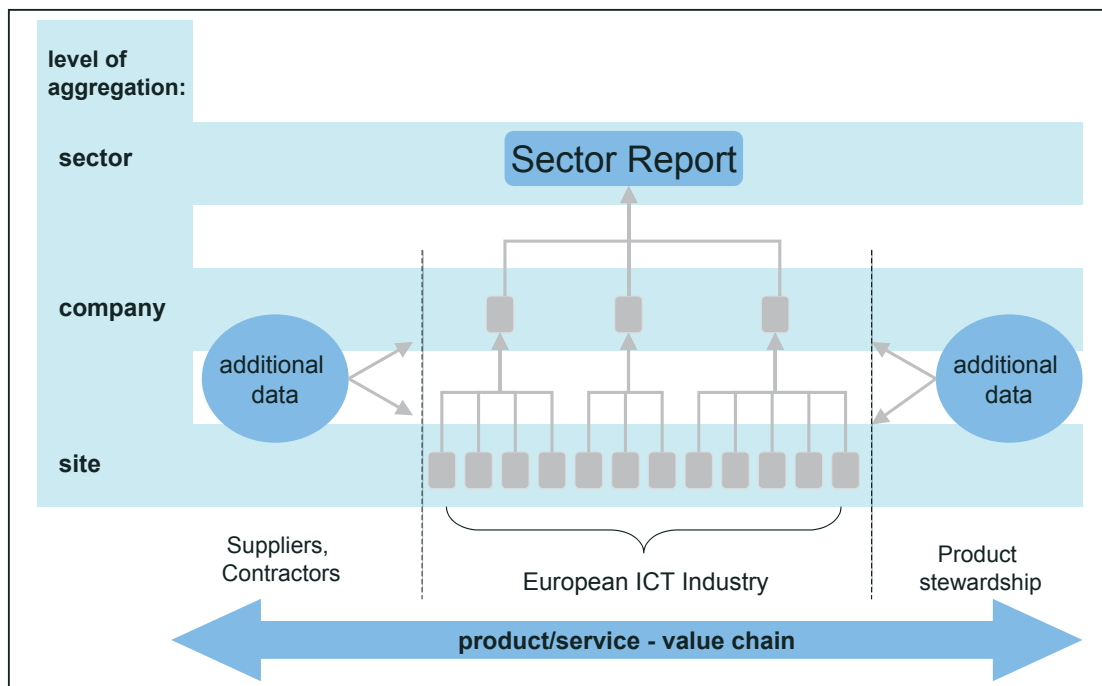 level of
aggregation:
sector
Sector Report
company
additional
data
additional
data
site
Suppliers,
Contractors
European ICT Industry
Product
stewardship
product/service - value chain